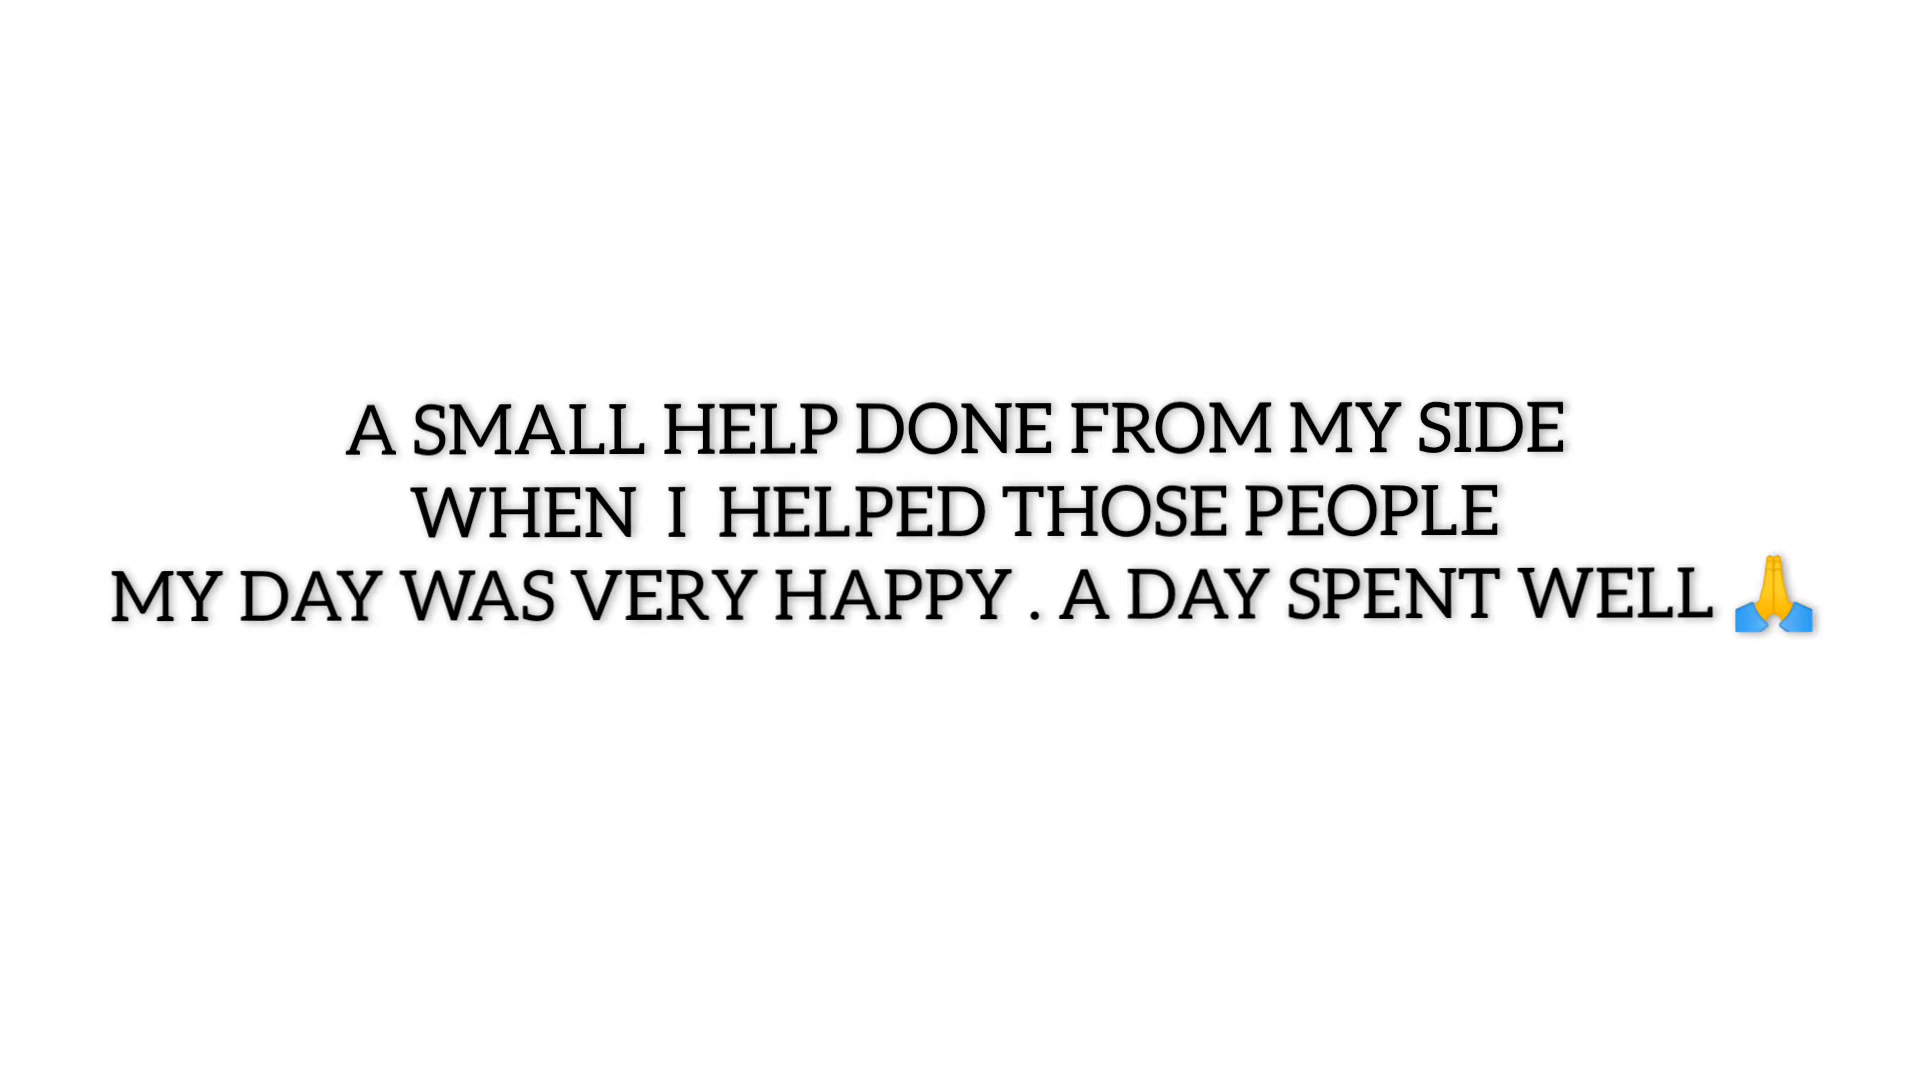 A SMALL HELP DONE FROM MY SIDE
WHEN I HELPED THOSE PEOPLE
MY DAY WAS VERY HAPPY . A DAY SPENT WELL 🙏